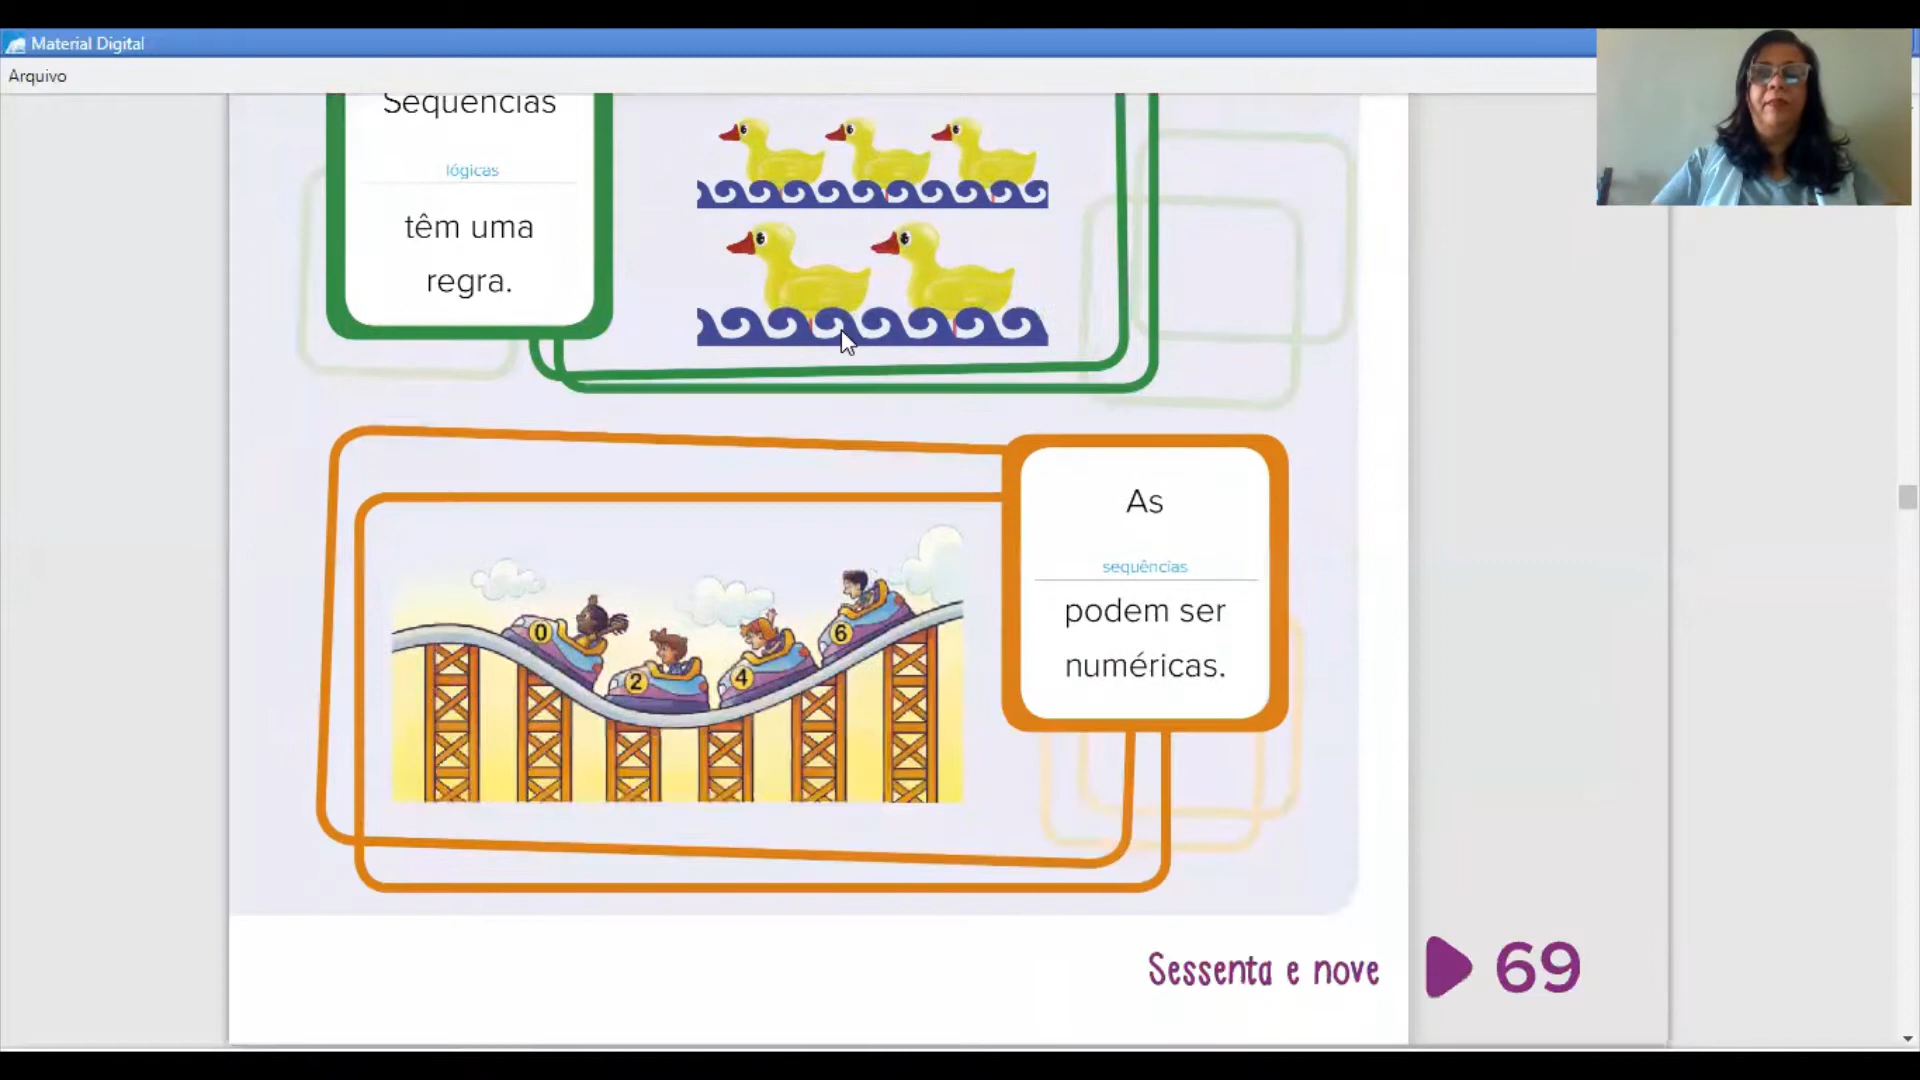 Material Digital
Arquivo
Sequências
lógicas
têm uma
regra.
As
sequências
podem ser
numéricas.
0
2
4
6
Sessenta e nove
69